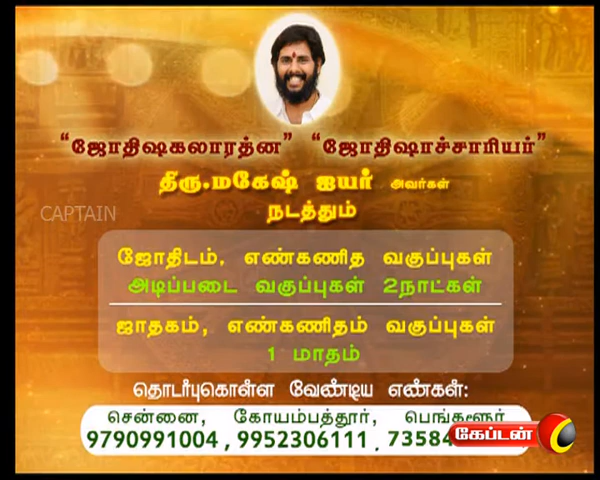 “ஜோதிஷகலாரத்ன” “ஜோதிஷாச்சாரியர்”
திரு.மகேஷ் ஐயர் அவர்கள்
நடத்தும்
CAPTAIN
ஜோதிடம், எண்கணித வகுப்புகள்
அடிப்படை வகுப்புகள் 2நாட்கள்
ஜாதகம், எண்கணிதம் வகுப்புகள்
1 மாதம்
தொடர்புகொள்ள வேண்டிய எண்கள்:
சென்னை, கோயம்பத்தூர், பெங்களூர்
9790991004 , 9952306111 , 7358
கேப்டன்